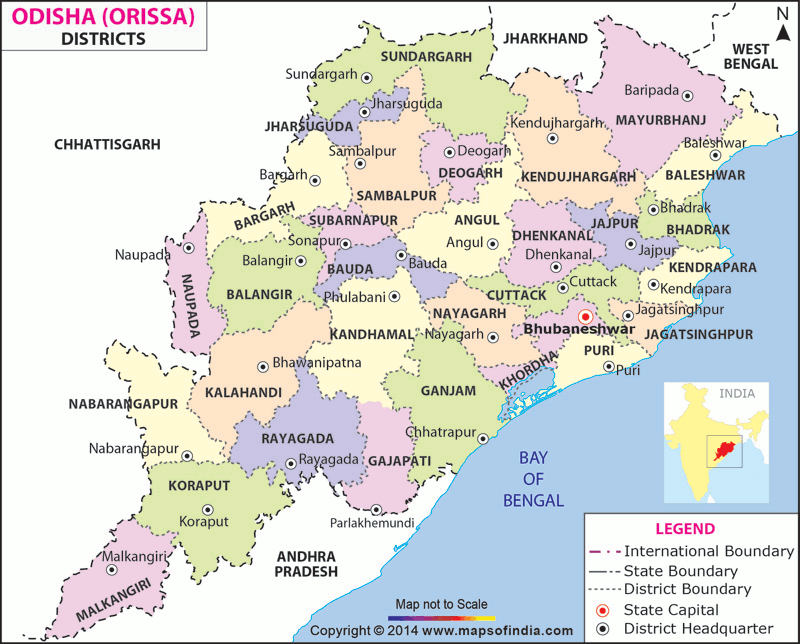 ODISHA (ORISSA)
DISTRICTS
JHARKHAND
N
WEST
BENGAL
SUNDARGARH
Sundargarh
Baripada
MAYURBHANJ
Jharsuguda
JHARSUGUDA
Kendujhargarh
CHHATTISGARH
Sambalpur
Deogarh
DEOGARH
Baleshwar
Bargarh
KENDUJHARGARH
BALESHWAR
SAMBALPUR
BARGARH
SUBARNAPUR
ANGUL
Bhadrak
JAJPUR
BHADRAK
DHENKANAL
Naupada
Sonapur
Angul
Jajpur
Balangir
BAUDA
Bauda
Dhenkanal
KENDRAPARA
NAUPADA
BALANGIR
Phulabani
CUTTACK
Cuttack
Kendrapara
NAYAGARH
Jagatsinghpur
KANDHAMAL
Nayagarh
Bhubaneshwar
JAGATSINGHPUR
PURI
Bhawanipatna
KHORDHA
Puri
KALAHANDI
GANJAM
NABARANGAPUR
INDIA
RAYAGADA
Chhatrapur
Nabarangapur
Rayagada
GAJAPATI
BAY
OF
BENGAL
KORAPUT
Koraput
Parlakhemundi
Malkangiri
ANDHRA
PRADESH
MALKANGIRI
LEGEND
International Boundary
State Boundary
District Boundary
State Capital
District Headquarter
Map not to Scale
Copyright © 2014 www.mapsofindia.com